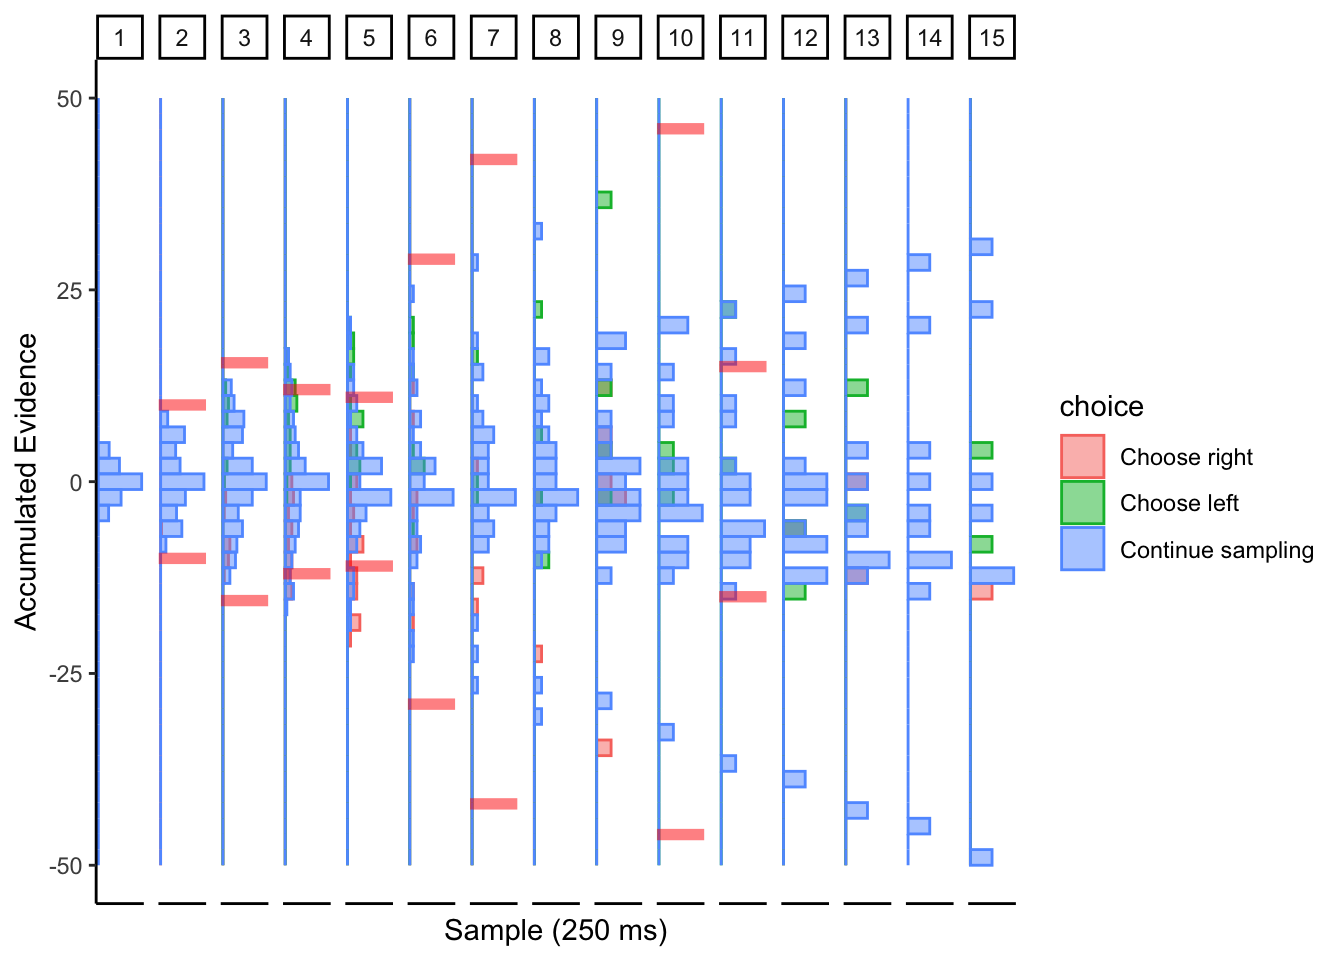 1 2 3 4 5 6 7 8 9 10 11 12 13 14 15
50
25
0
-25
-50
Accumulated Evidence
Sample (250 ms)
choice
Choose right
Choose left
Continue sampling